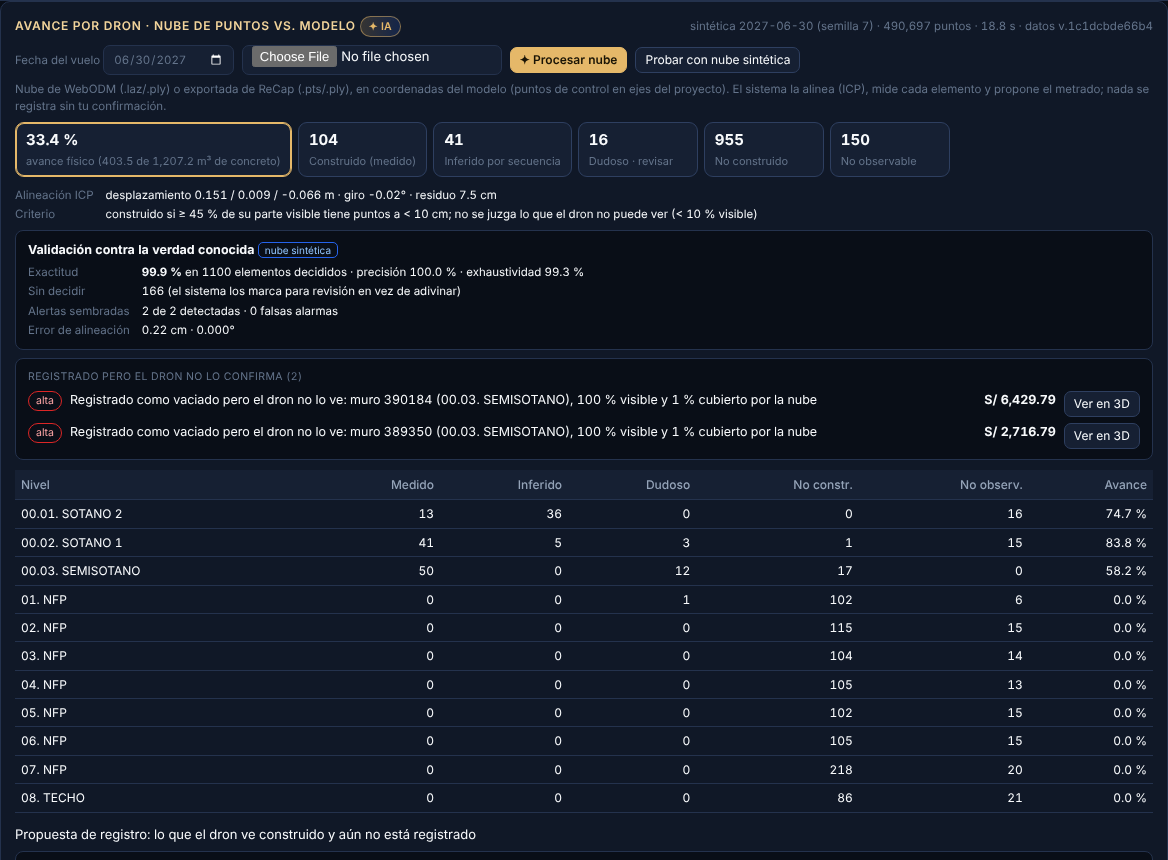 AVANCE POR DRON · NUBE DE PUNTOS VS. MODELO ✦ IA
sintética 2027-06-30 (semilla 7) · 490,697 puntos · 18.8 s · datos v.1c1dcbde66b4
Fecha del vuelo 06/30/2027 Choose File No file chosen ✦ Procesar nube Probar con nube sintética
Nube de WebODM (.laz/.ply) o exportada de ReCap (.pts/.ply), en coordenadas del modelo (puntos de control en ejes del proyecto). El sistema la alinea (ICP), mide cada elemento y propone el metrado; nada se
registra sin tu confirmación.
33.4 %
avance físico (403.5 de 1,207.2 m³ de concreto)
104
Construido (medido)
41
Inferido por secuencia
16
Dudoso · revisar
955
No construido
150
No observable
Alineación ICP desplazamiento 0.151 / 0.009 / -0.066 m · giro -0.02° · residuo 7.5 cm
Criterio construido si ≥ 45 % de su parte visible tiene puntos a < 10 cm; no se juzga lo que el dron no puede ver (< 10 % visible)
Validación contra la verdad conocida nube sintética
Exactitud 99.9 % en 1100 elementos decididos · precisión 100.0 % · exhaustividad 99.3 %
Sin decidir 166 (el sistema los marca para revisión en vez de adivinar)
Alertas sembradas 2 de 2 detectadas · 0 falsas alarmas
Error de alineación 0.22 cm · 0.000°
REGISTRADO PERO EL DRON NO LO CONFIRMA (2)
alta Registrado como vaciado pero el dron no lo ve: muro 390184 (00.03. SEMISOTANO), 100 % visible y 1 % cubierto por la nube S/ 6,429.79 Ver en 3D
alta Registrado como vaciado pero el dron no lo ve: muro 389350 (00.03. SEMISOTANO), 100 % visible y 1 % cubierto por la nube S/ 2,716.79 Ver en 3D
Nivel Medido Inferido Dudoso No constr. No observ. Avance
00.01. SOTANO 2 13 36 0 0 16 74.7 %
00.02. SOTANO 1 41 5 3 1 15 83.8 %
00.03. SEMISOTANO 50 0 12 17 0 58.2 %
01. NFP 0 0 1 102 6 0.0 %
02. NFP 0 0 0 115 15 0.0 %
03. NFP 0 0 0 104 14 0.0 %
04. NFP 0 0 0 105 13 0.0 %
05. NFP 0 0 0 102 15 0.0 %
06. NFP 0 0 0 105 15 0.0 %
07. NFP 0 0 0 218 20 0.0 %
08. TECHO 0 0 0 86 21 0.0 %
Propuesta de registro: lo que el dron ve construido y aún no está registrado